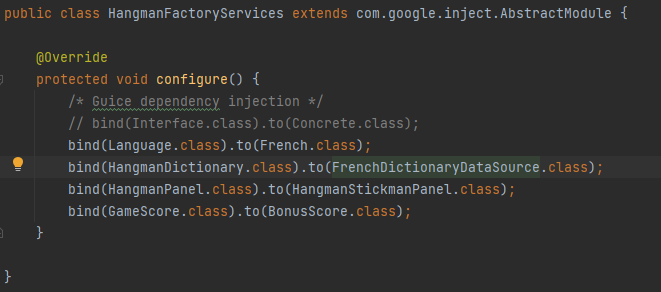 public class HangmanFactoryServices extends com.google.inject.AbstractModule {
@Override
protected void configure() {
/* Guice dependency injection */
// bind(Interface.class).to(Concrete.class);
bind(Language.class).to(French.class);
bind(HangmanDictionary.class).to(FrenchDictionaryDataSource.class);
bind(HangmanPanel.class).to(HangmanStickmanPanel.class);
bind(GameScore.class).to(BonusScore.class);
}
}